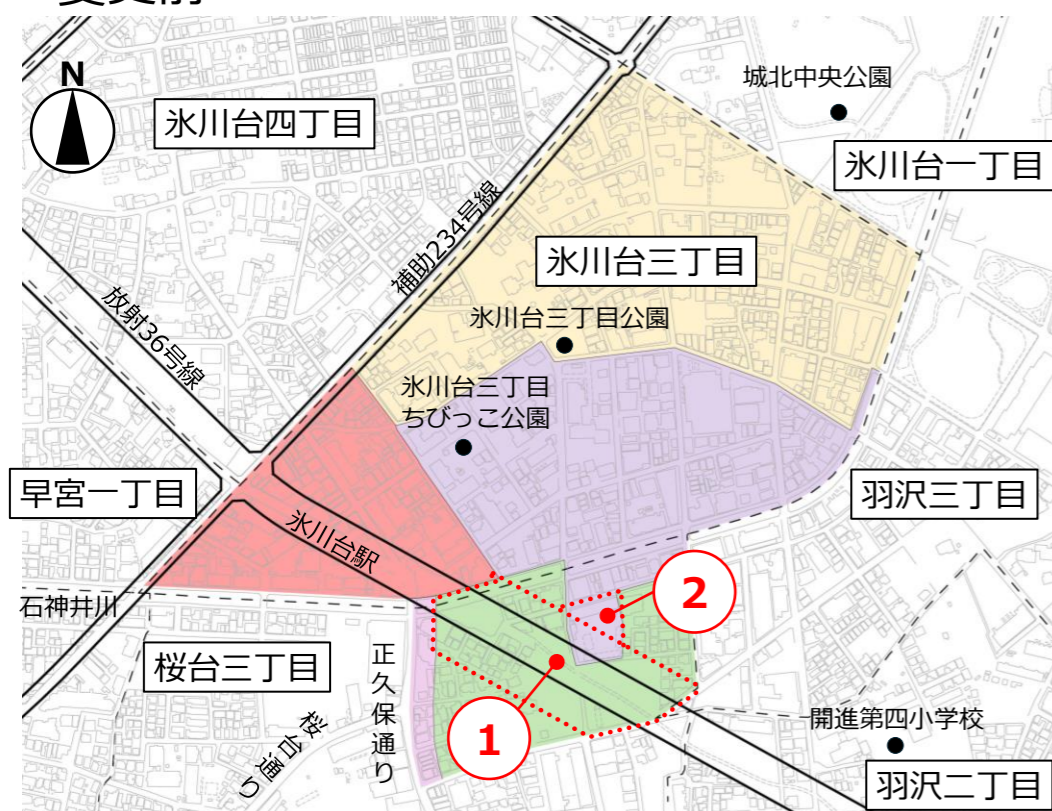 N
氷川台四丁目
城北中央公園
氷川台一丁目
補助234号線
氷川台三丁目
放射36号線
氷川台三丁目公園
氷川台三丁目
ちびっこ公園
早宮一丁目
羽沢三丁目
氷川台駅
2
石神井川
桜台三丁目
正久保通り
1
桜台通り
開進第四小学校
羽沢二丁目